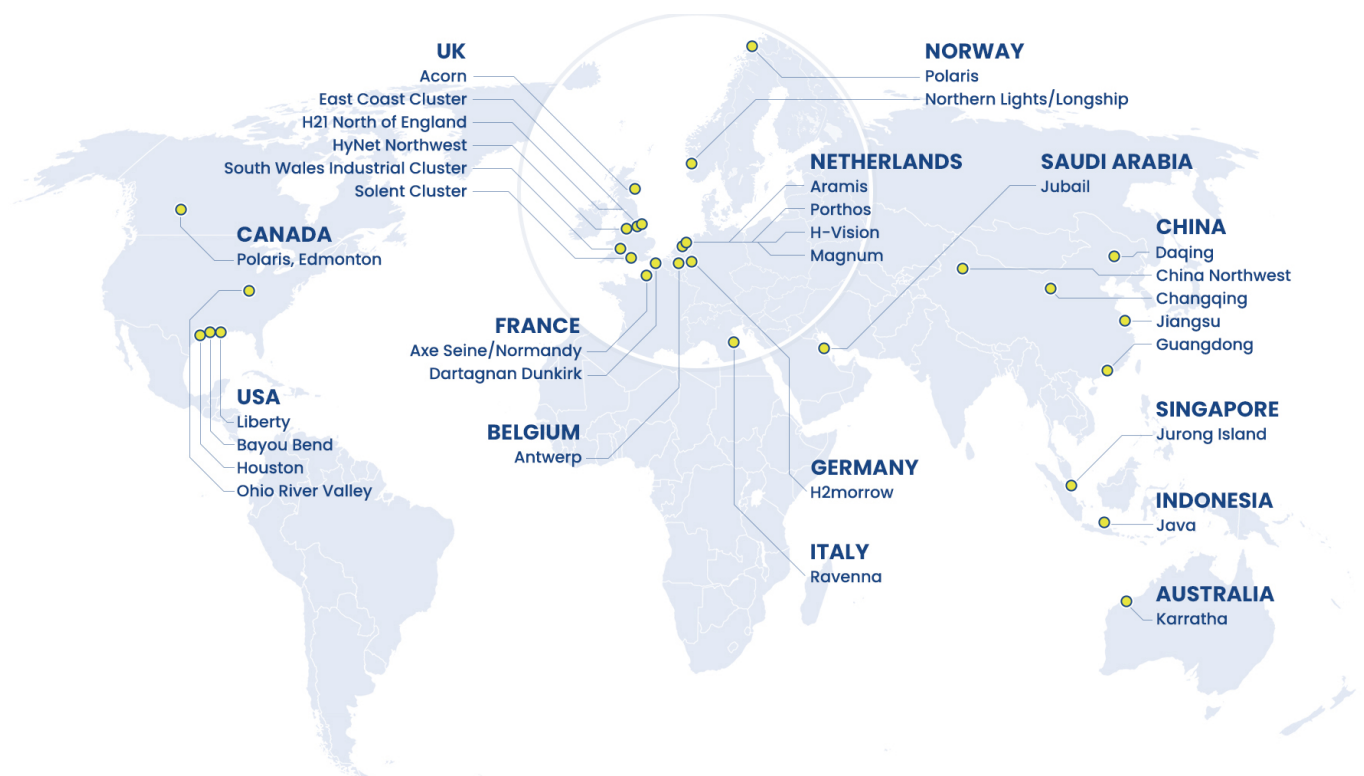 UK
Acorn
East Coast Cluster
H21 North of England
HyNet Northwest
South Wales Industrial Cluster
Solent Cluster
NORWAY
Polaris
Northern Lights/Longship
NETHERLANDS
Aramis
Porthos
H-Vision
Magnum
SAUDI ARABIA
Jubail
CANADA
Polaris, Edmonton
CHINA
Daqing
China Northwest
Changqing
Jiangsu
Guangdong
FRANCE
Axe Seine/Normandy
Dartagnan Dunkirk
USA
Liberty
Bayou Bend
Houston
Ohio River Valley
BELGIUM
Antwerp
SINGAPORE
Jurong Island
GERMANY
H2morrow
INDONESIA
Java
ITALY
Ravenna
AUSTRALIA
Karratha